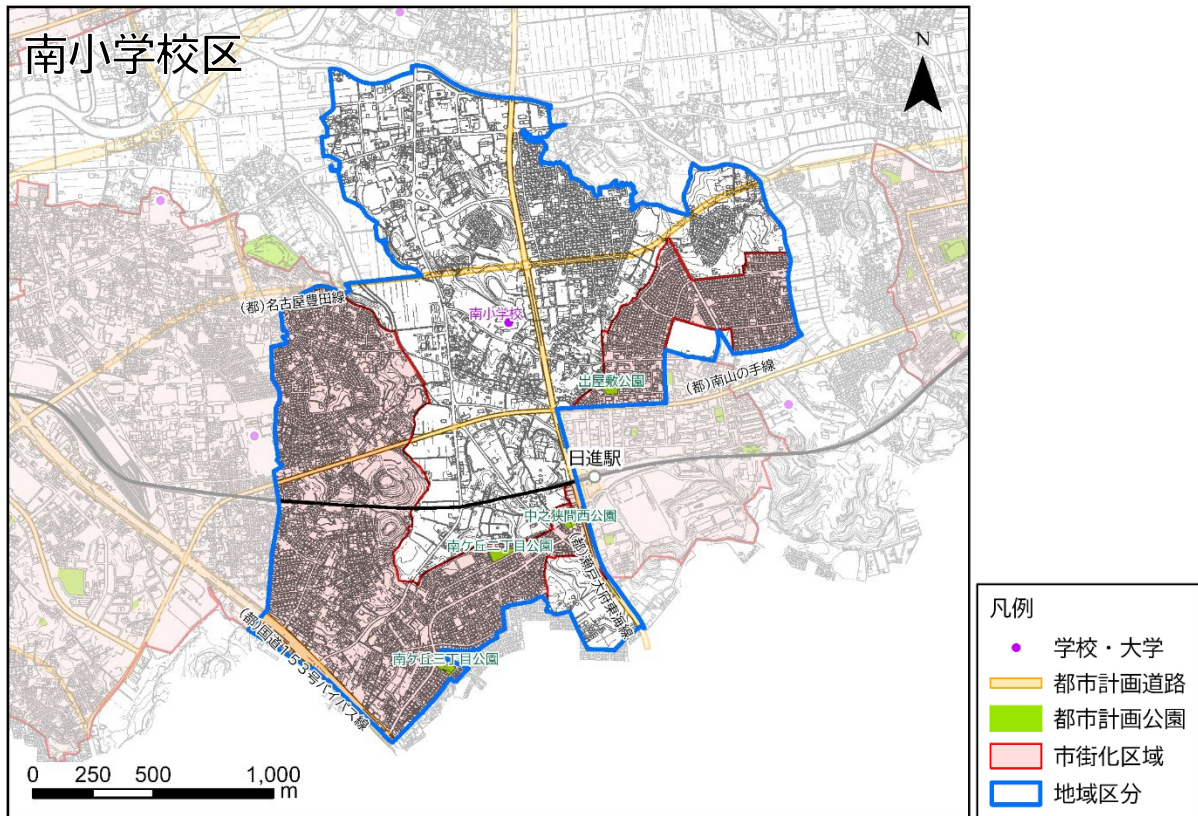 南小学校区
N
(都)名古屋豊田線
南小学校
出屋敷公園
(都)南山の手線
日進駅
中之狭間西公園
南ケ丘二丁目公園
(都)瀬戸大府東海線
(都)国道153号バイパス線
南ケ丘三丁目公園
0 250 500 1,000
m
凡例
学校・大学
都市計画道路
都市計画公園
市街化区域
地域区分